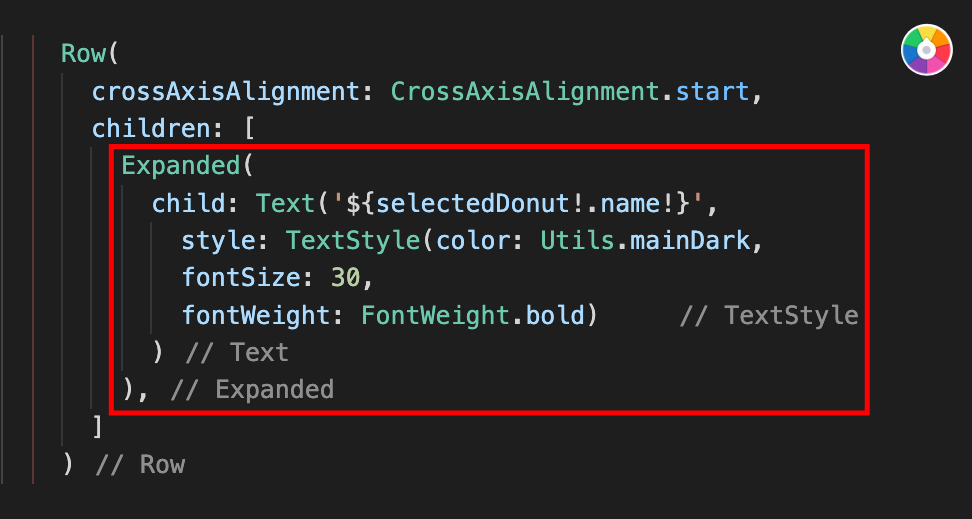 Row(
crossAxisAlignment: CrossAxisAlignment.start,
children: [
Expanded(
child: Text('${selectedDonut!.name!}',
style: TextStyle(color: Utils.mainDark,
fontSize: 30,
fontWeight: FontWeight.bold) // TextStyle
) // Text
), // Expanded
]
) // Row